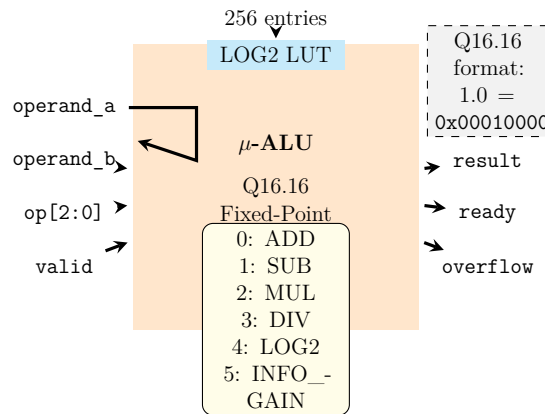 256 entries
LOG2 LUT
Q16.16
format:
1.0 =
0x00010000
operand_a
operand_b
op[2:0]
valid
μ-ALU
Q16.16
Fixed-Point
0: ADD
1: SUB
2: MUL
3: DIV
4: LOG2
5: INFO_-
GAIN
result
ready
overflow